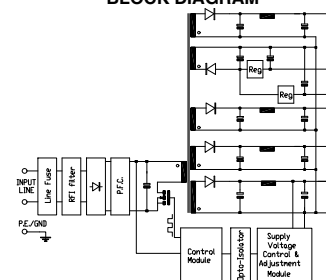 BLOCK DIAGRAM
Reg
Reg
INPUT
LINE
Line Fuse
RFI filter
P.F.C.
P.E./GND
Control
Module
Opto-Isolator
Supply
Voltage
Control &
Adjustment
Module